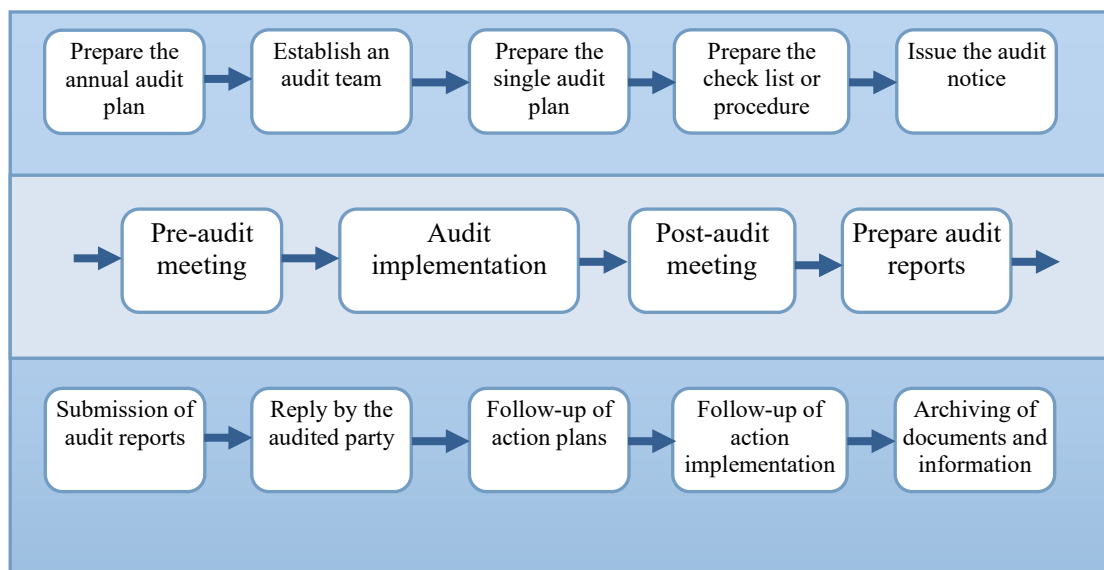 Prepare the
annual audit
plan
Establish an
audit team
Prepare the
single audit
plan
Prepare the
check list or
procedure
Issue the audit
notice
Pre-audit
meeting
Audit
implementation
Post-audit
meeting
Prepare audit
reports
Submission of
audit reports
Reply by the
audited party
Follow-up of
action plans
Follow-up of
action
implementation
Archiving of
documents and
information